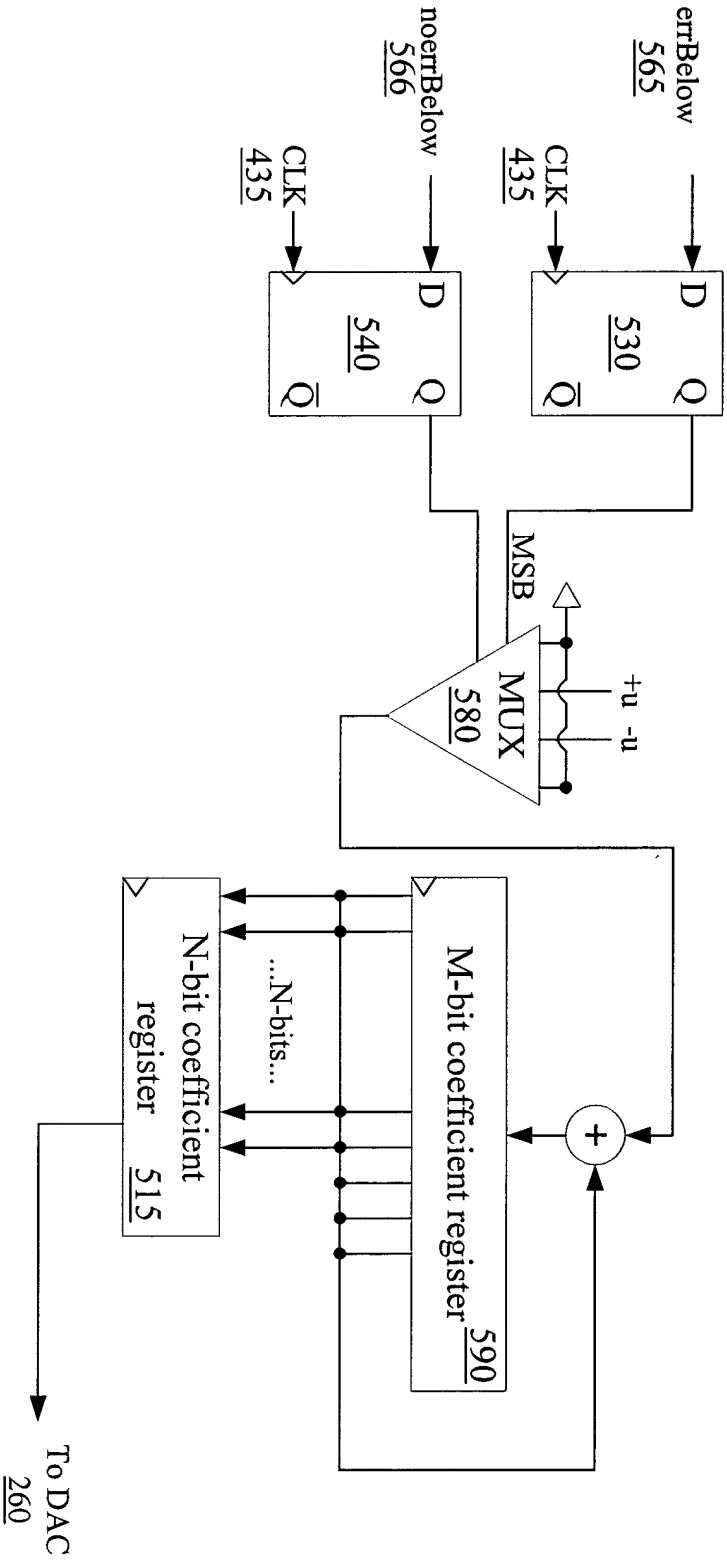 errBelow
565
D
Q
530
Q̅
CLK
435
noerrBelow
566
D
Q
540
Q̅
CLK
435
MSB
+u
-u
MUX
580
+
M-bit coefficient register
590
....N-bits...
N-bit coefficient
register
515
To DAC
260